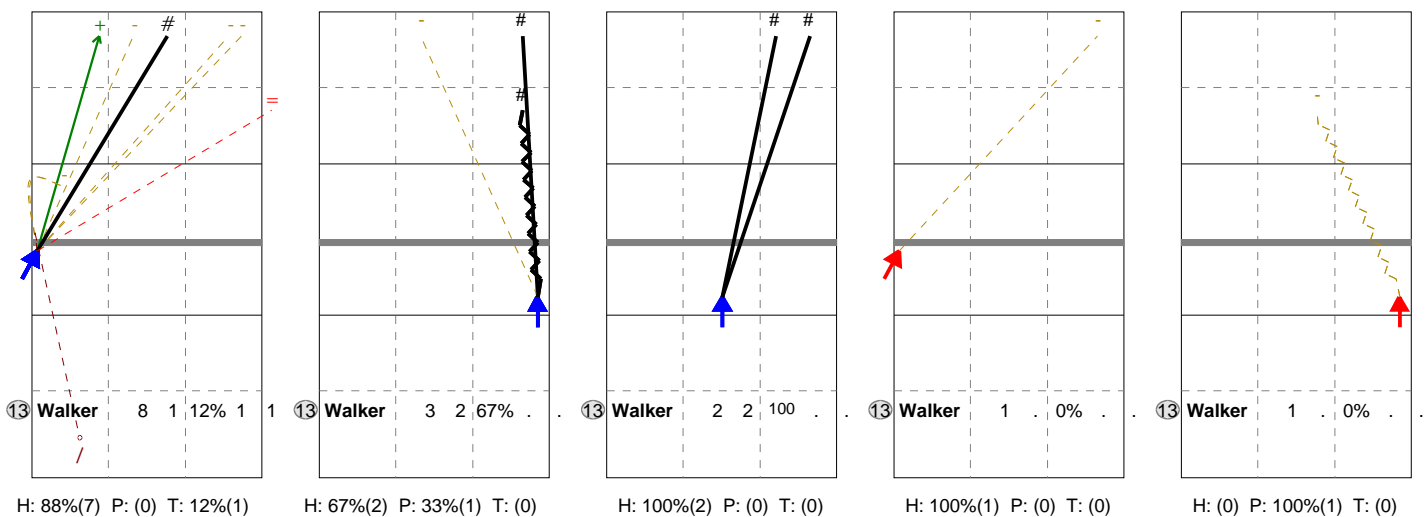 + - # - -
=
-
13 Walker 8 1 12% 1 1
H: 88%(7) P: (0) T: 12%(1)
- #
#
13 Walker 3 2 67% . .
H: 67%(2) P: 33%(1) T: (0)
# #
13 Walker 2 2 100 . .
H: 100%(2) P: (0) T: (0)
-
13 Walker 1 . 0% . .
H: 100%(1) P: (0) T: (0)
-
13 Walker 1 . 0% . .
H: (0) P: 100%(1) T: (0)